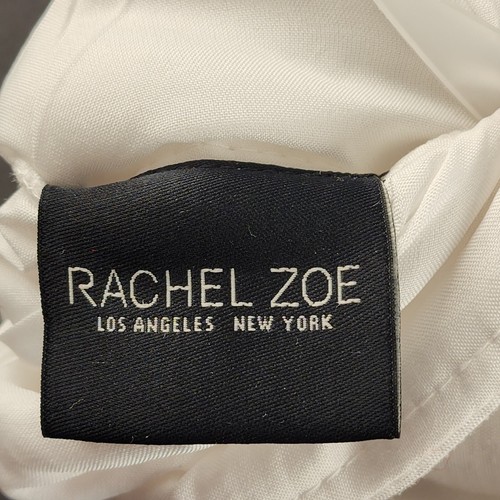 RACHEL ZOE
LOS ANGELES NEW YORK